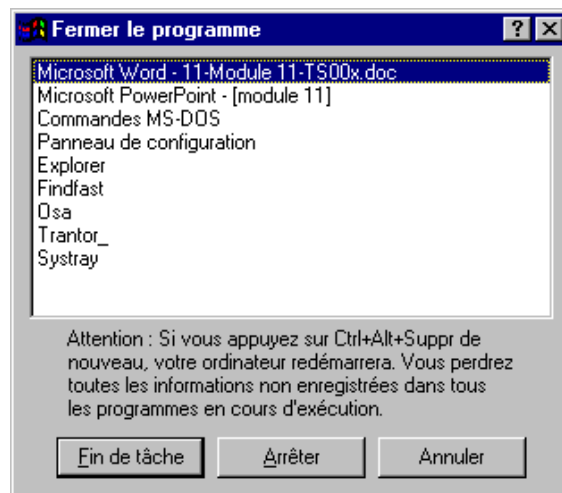 Fermer le programme
Microsoft Word - 11-Module 11-TS00x.doc
Microsoft PowerPoint - [module 11]
Commandes MS-DOS
Panneau de configuration
Explorer
Findfast
Osa
Trantor_
Systray
Attention : Si vous appuyez sur Ctrl+Alt+Suppr de
nouveau, votre ordinateur redémarrera. Vous perdrez
toutes les informations non enregistrées dans tous
les programmes en cours d'exécution.
Fin de tâche Arrêter Annuler